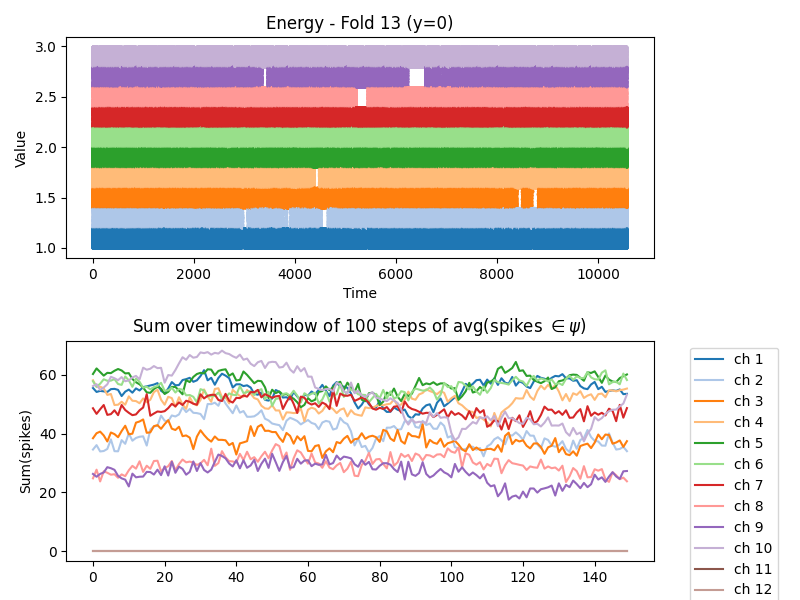 Energy - Fold 13 (y=0)
3.0
2.5
2.0
1.5
1.0
Value
0 2000 4000 6000 8000 10000
Time
Sum over timewindow of 100 steps of avg(spikes ∈ ψ)
60
40
20
0
Sum(spikes)
0 20 40 60 80 100 120 140
ch 1
ch 2
ch 3
ch 4
ch 5
ch 6
ch 7
ch 8
ch 9
ch 10
ch 11
ch 12